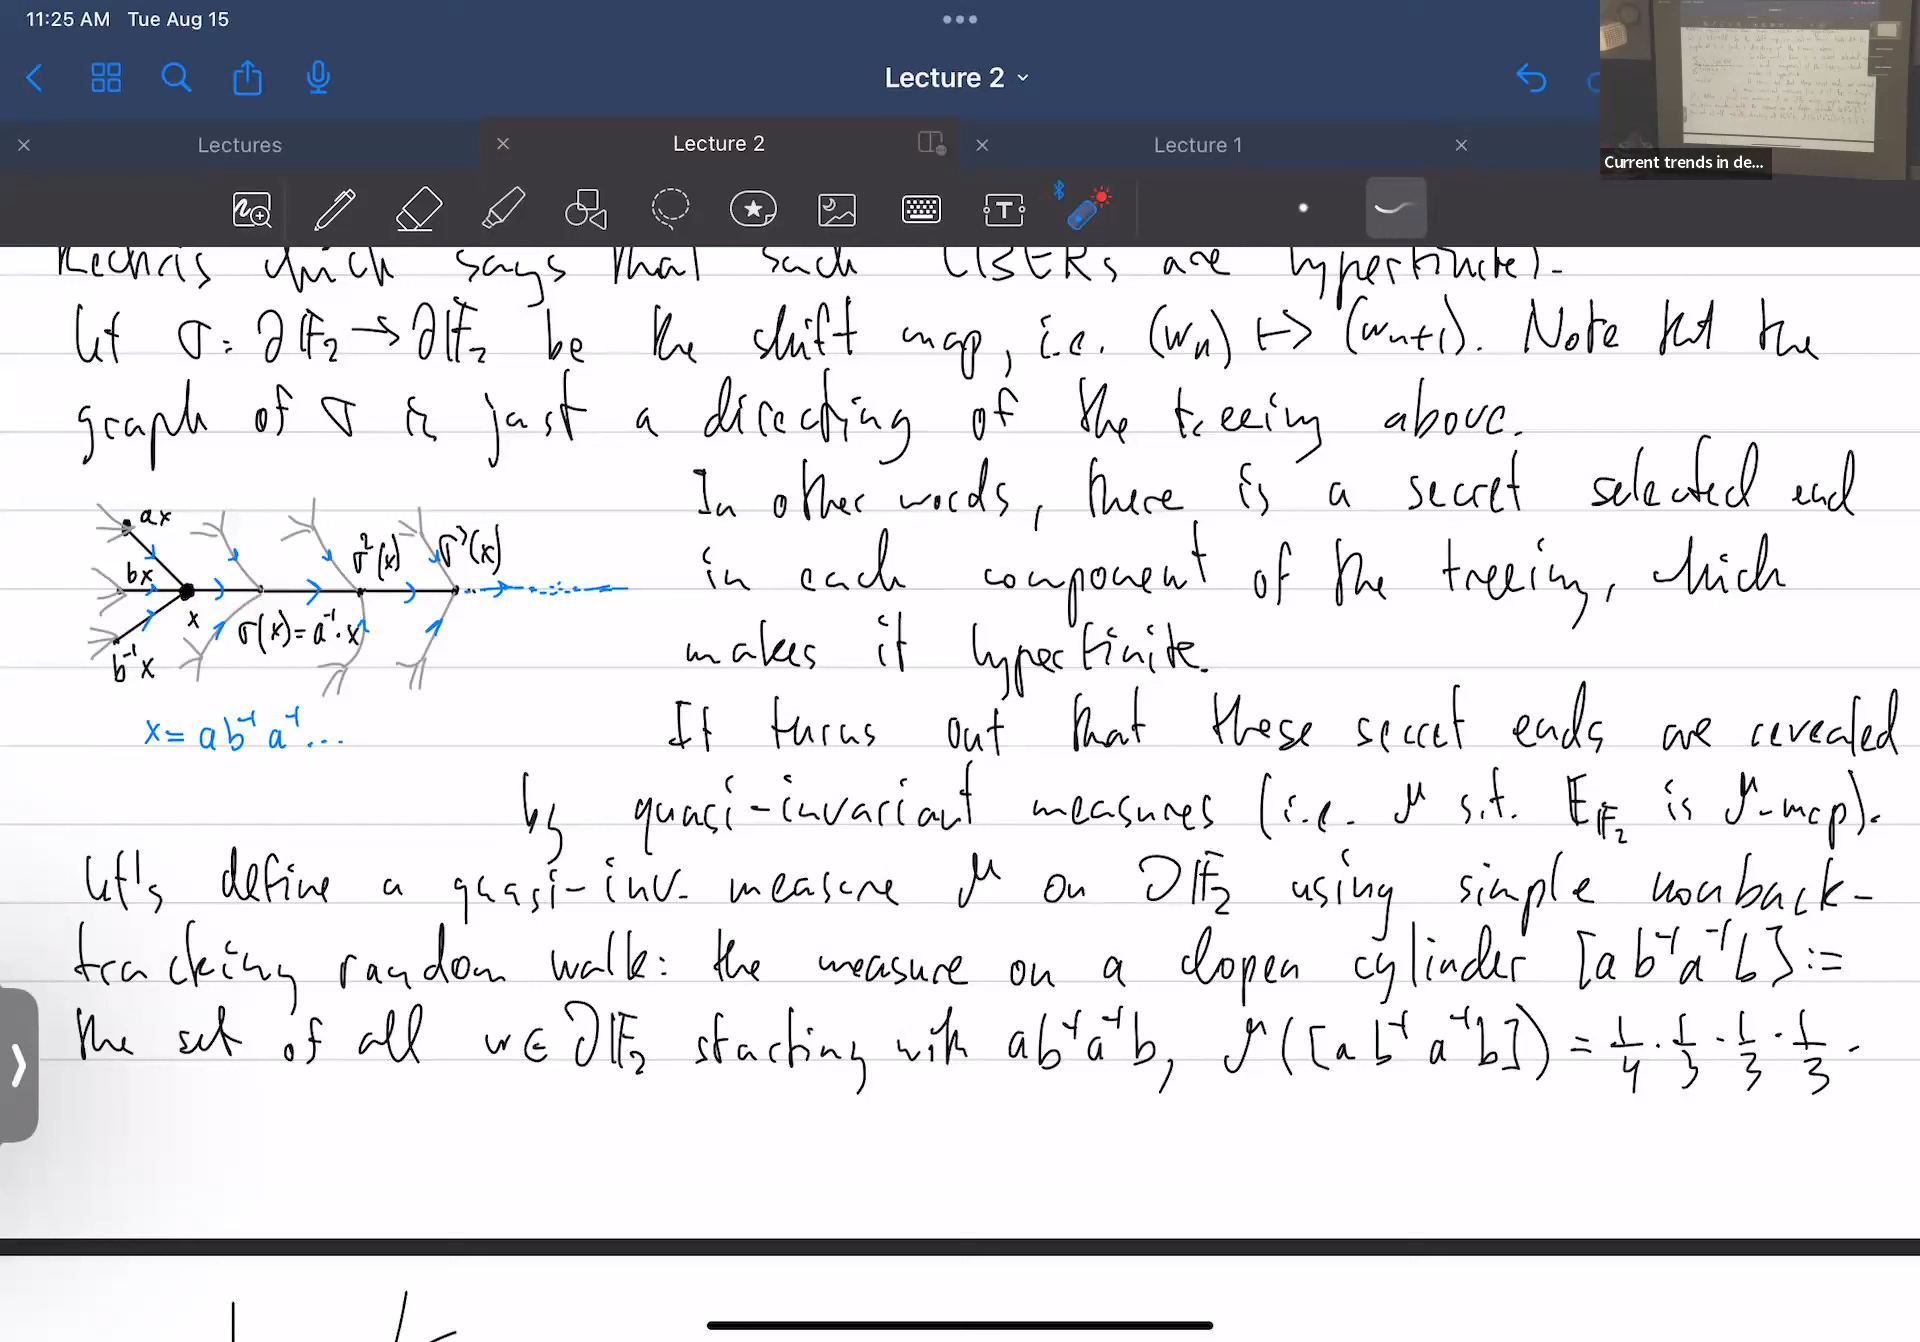 11:25 AM Tue Aug 15
Lecture 2
Lectures
Lecture 2
Lecture 1
Current trends in de...
Kechris which says that such CBERs are hyperfinite).
Let σ: ∂𝔽₂ → ∂𝔽₂ be the shift map, i.e. (wₙ) ↦ (wₙ₊₁). Note that the
graph of σ is just a directing of the treeing above.
In other words, there is a secret selected end
in each component of the treeing, which
makes it hyperfinite.
ax
bx
x
b⁻¹x
σ(x) = a⁻¹·x
σ²(x)
σ³(x)
x = ab⁻¹a⁻¹...
It turns out that these secret ends are revealed
by quasi-invariant measures (i.e. μ s.t. E_𝔽₂ is μ-mcp).
Let's define a quasi-inv. measure μ on ∂𝔽₂ using simple nonback-
tracking random walk: the measure on a clopen cylinder [ab⁻¹a⁻¹b] :=
the set of all w ∈ ∂𝔽₂ starting with ab⁻¹a⁻¹b, μ([ab⁻¹a⁻¹b]) = 1/4 · 1/3 · 1/3 · 1/3.